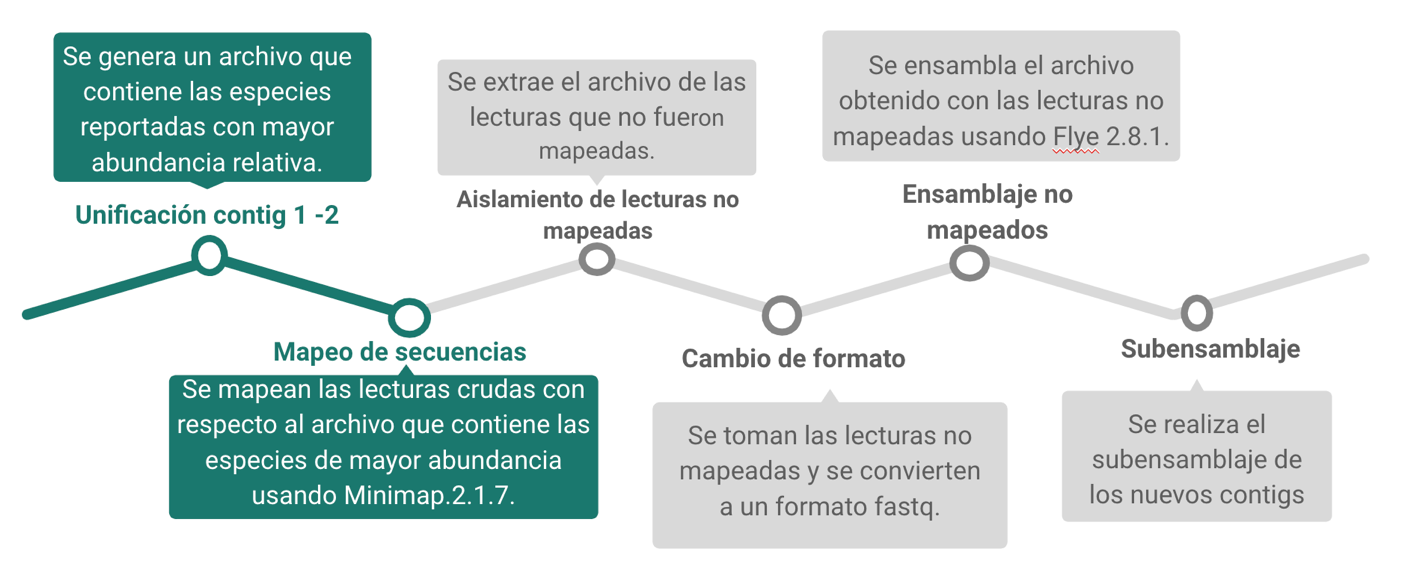 Se genera un archivo que
contiene las especies
reportadas con mayor
abundancia relativa.
Unificación contig 1 -2
Mapeo de secuencias
Se mapean las lecturas crudas con
respecto al archivo que contiene las
especies de mayor abundancia
usando Minimap.2.1.7.
Se extrae el archivo de las
lecturas que no fueron
mapeadas.
Aislamiento de lecturas no
mapeadas
Cambio de formato
Se toman las lecturas no
mapeadas y se convierten
a un formato fastq.
Se ensambla el archivo
obtenido con las lecturas no
mapeadas usando Flye 2.8.1.
Ensamblaje no
mapeados
Subensamblaje
Se realiza el
subensamblaje de
los nuevos contigs